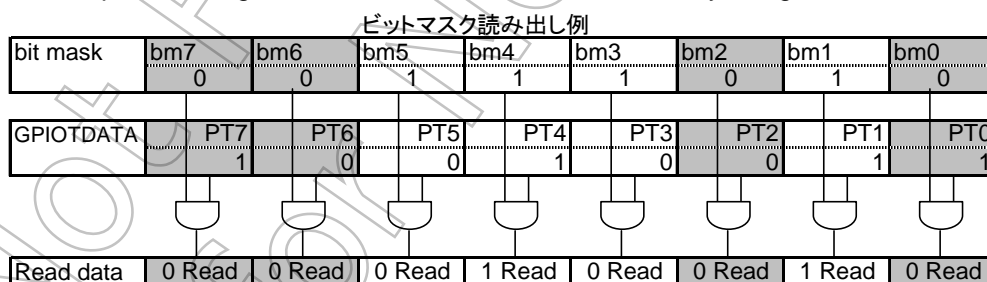 ビットマスク読み出し例
bit mask bm7 bm6 bm5 bm4 bm3 bm2 bm1 bm0
0 0 1 1 1 0 1 0
GPIOTDATA PT7 PT6 PT5 PT4 PT3 PT2 PT1 PT0
1 0 0 1 0 0 1 1
Read data 0 Read 0 Read 0 Read 1 Read 0 Read 0 Read 1 Read 0 Read